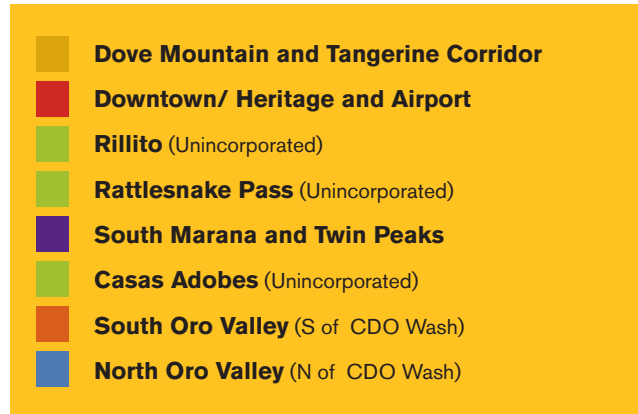 Dove Mountain and Tangerine Corridor
Downtown/ Heritage and Airport
Rillito (Unincorporated)
Rattlesnake Pass (Unincorporated)
South Marana and Twin Peaks
Casas Adobes (Unincorporated)
South Oro Valley (S of CDO Wash)
North Oro Valley (N of CDO Wash)